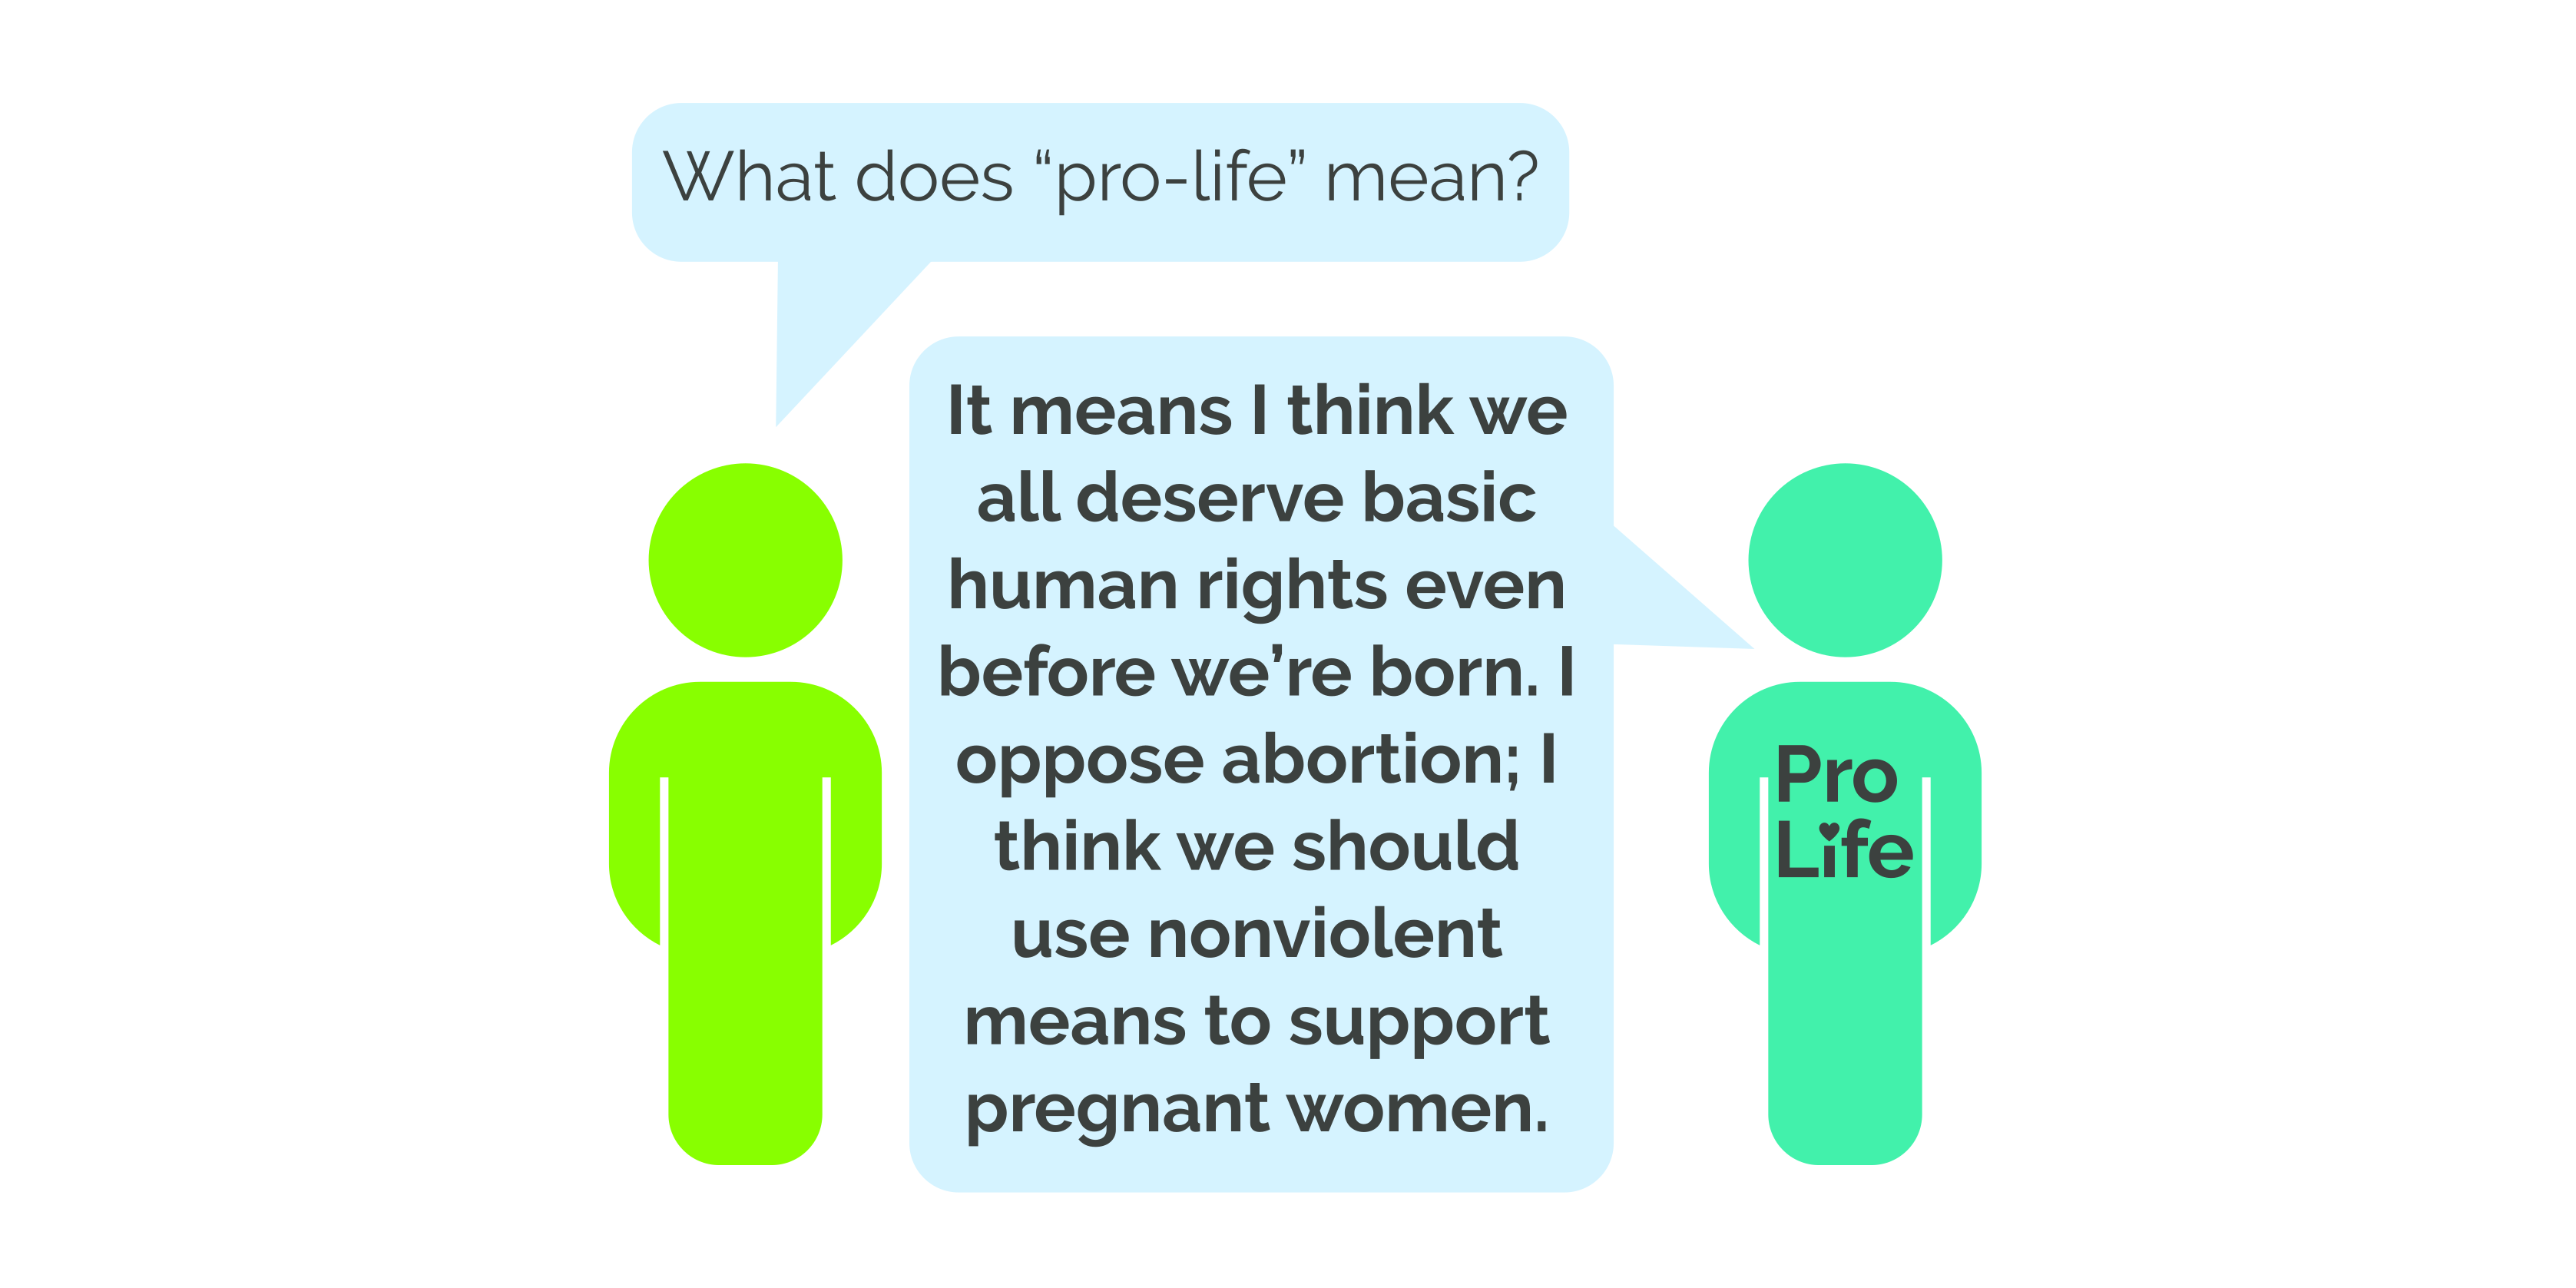 What does “pro-life” mean?
It means I think we
all deserve basic
human rights even
before we’re born. I
oppose abortion; I
think we should
use nonviolent
means to support
pregnant women.
Pro
Life